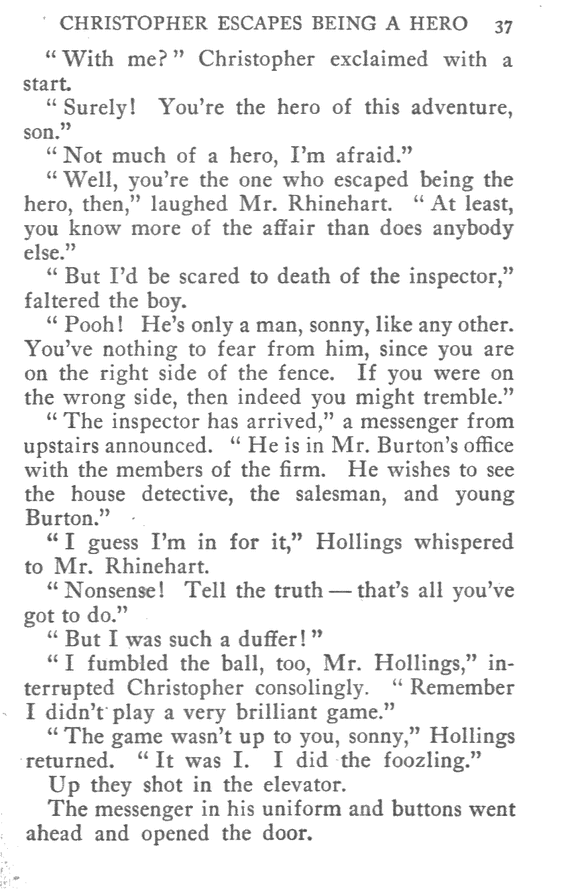 CHRISTOPHER ESCAPES BEING A HERO 37
“ With me? ” Christopher exclaimed with a
start.
“ Surely! You're the hero of this adventure,
son.”
“ Not much of a hero, I'm afraid.”
“ Well, you're the one who escaped being the
hero, then,” laughed Mr. Rhinehart. “ At least,
you know more of the affair than does anybody
else.”
“ But I'd be scared to death of the inspector,”
faltered the boy.
“ Pooh! He's only a man, sonny, like any other.
You've nothing to fear from him, since you are
on the right side of the fence. If you were on
the wrong side, then indeed you might tremble.”
“ The inspector has arrived,” a messenger from
upstairs announced. “ He is in Mr. Burton's office
with the members of the firm. He wishes to see
the house detective, the salesman, and young
Burton.”
“ I guess I'm in for it,” Hollings whispered
to Mr. Rhinehart.
“ Nonsense! Tell the truth — that's all you've
got to do.”
“ But I was such a duffer! ”
“ I fumbled the ball, too, Mr. Hollings,” in-
terrupted Christopher consolingly. “ Remember
I didn't play a very brilliant game.”
“ The game wasn't up to you, sonny,” Hollings
returned. “ It was I. I did the foozling.”
Up they shot in the elevator.
The messenger in his uniform and buttons went
ahead and opened the door.